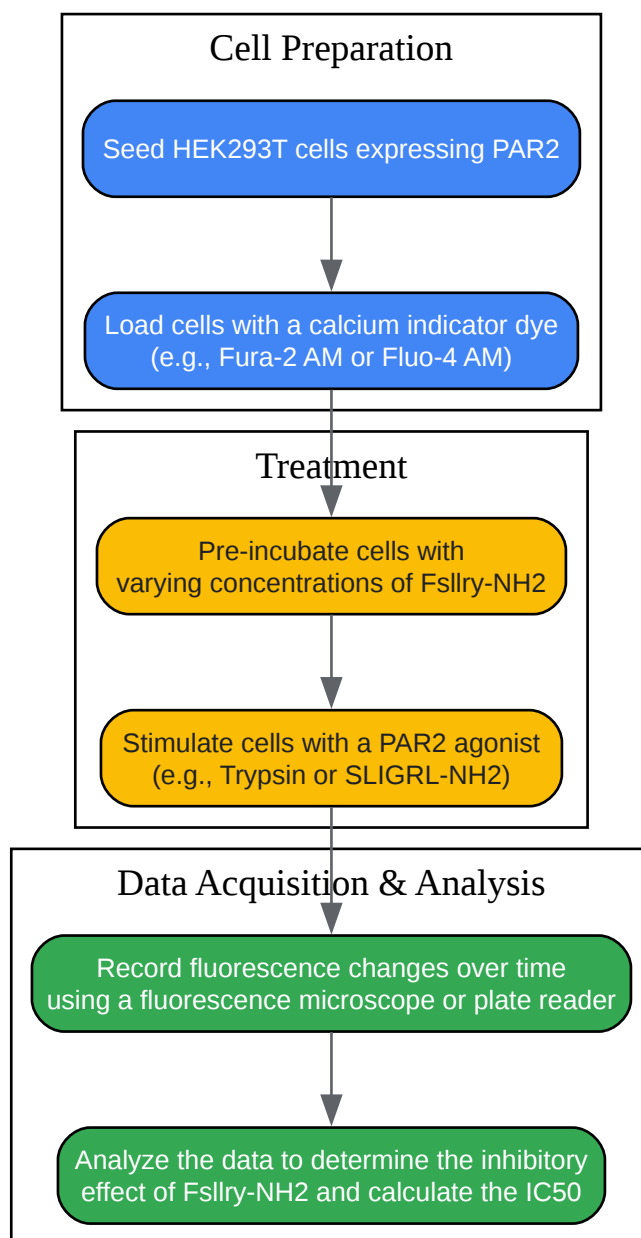 Cell Preparation
Seed HEK293T cells expressing PAR2
Load cells with a calcium indicator dye
(e.g., Fura-2 AM or Fluo-4 AM)
Treatment
Pre-incubate cells with
varying concentrations of Fsllry-NH2
Stimulate cells with a PAR2 agonist
(e.g., Trypsin or SLIGRL-NH2)
Data Acquisition & Analysis
Record fluorescence changes over time
using a fluorescence microscope or plate reader
Analyze the data to determine the inhibitory
effect of Fsllry-NH2 and calculate the IC50